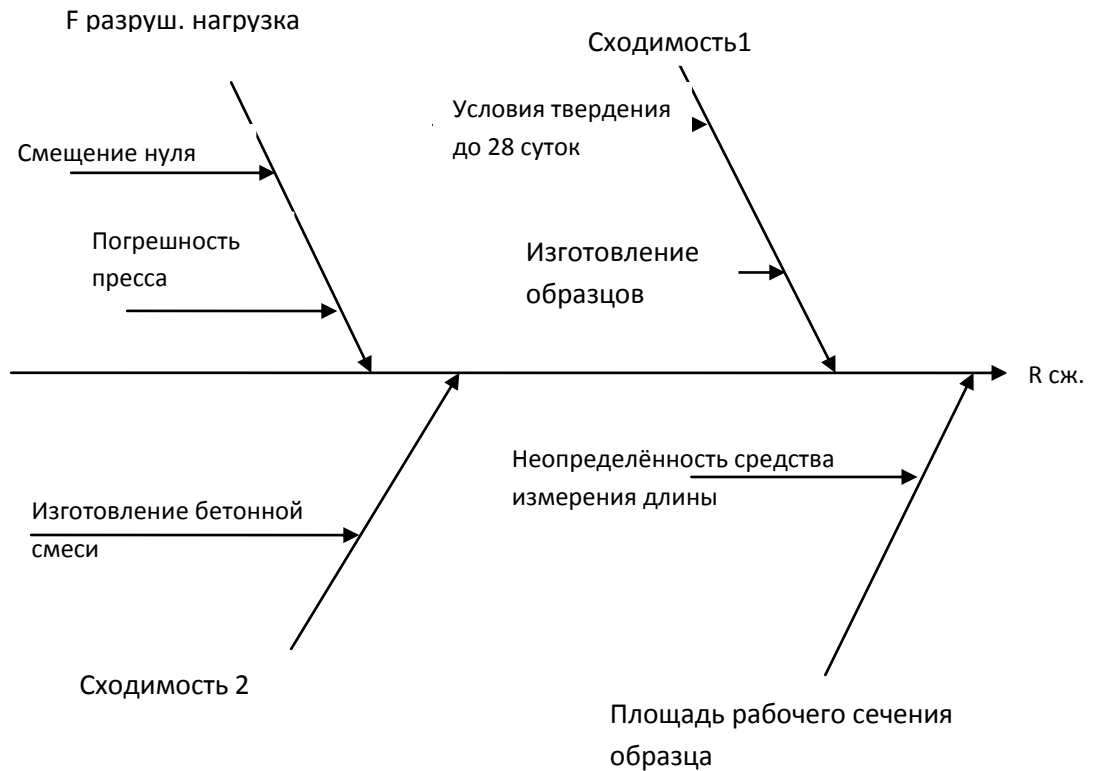 F разруш. нагрузка
Сходимость1
Условия твердения
до 28 суток
Смещение нуля
Погрешность
пресса
Изготовление
образцов
R сж.
Неопределённость средства
измерения длины
Изготовление бетонной
смеси
Сходимость 2
Площадь рабочего сечения
образца